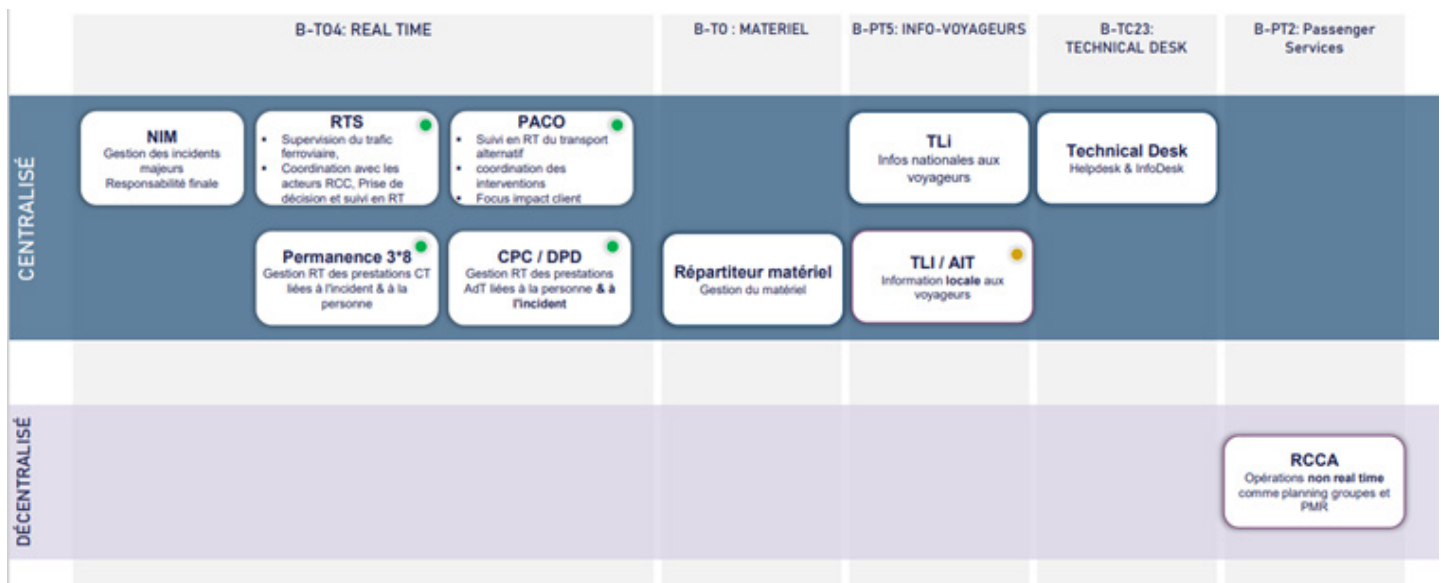 B-TO4: REAL TIME
B-TO : MATERIEL
B-PT5: INFO-VOYAGEURS
B-TC23:
TECHNICAL DESK
B-PT2: Passenger
Services
CENTRALISÉ
NIM
Gestion des incidents
majeurs
Responsabilité finale
RTS
• Supervision du trafic
ferroviaire,
• Coordination avec les
acteurs RCC, Prise de
décision et suivi en RT
PACO
• Suivi en RT du transport
alternatif
• coordination des
interventions
• Focus impact client
TLi
Infos nationales aux
voyageurs
Technical Desk
Helpdesk & InfoDesk
Permanence 3*8
Gestion RT des prestations CT
liées à l'incident & à la
personne
CPC / DPD
Gestion RT des prestations
AdT liées à la personne & à
l'incident
Répartiteur matériel
Gestion du matériel
TLI / AIT
Information locale aux
voyageurs
DÉCENTRALISÉ
RCCA
Opérations non real time
comme planning groupes et
PMR